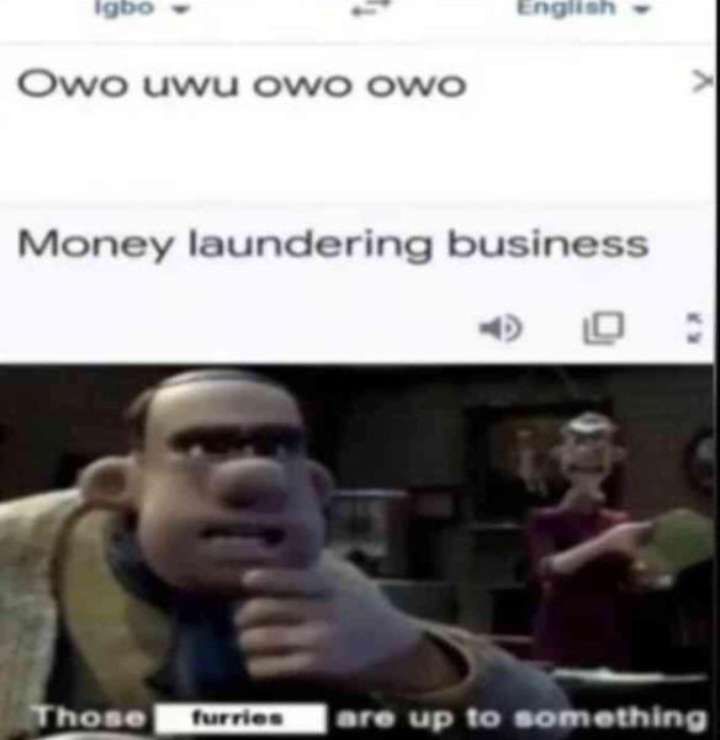 Igbo English
Owo uwu owo owo
Money laundering business
Those furries are up to something